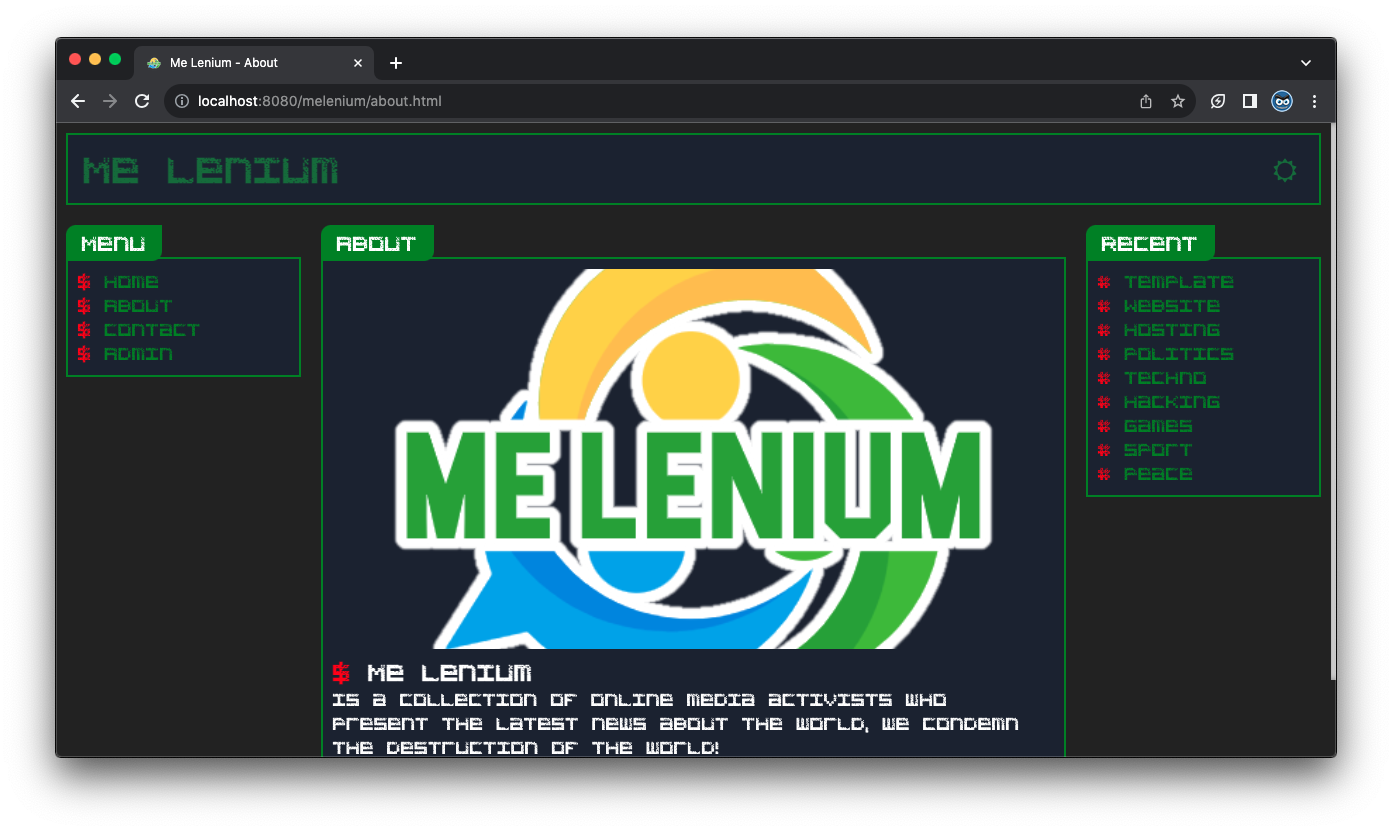 Me Lenium - About
localhost:8080/melenium/about.html
Me Lenium
Menu
$ Home
$ About
$ Contact
$ Admin
About
ME LENIUM
$ Me Lenium
is a collection of online media activists who
present the latest news about the world, we condemn
the destruction of the world!
Recent
# Template
# Website
# Hosting
# Politics
# Techno
# Hacking
# Games
# Sport
# Peace